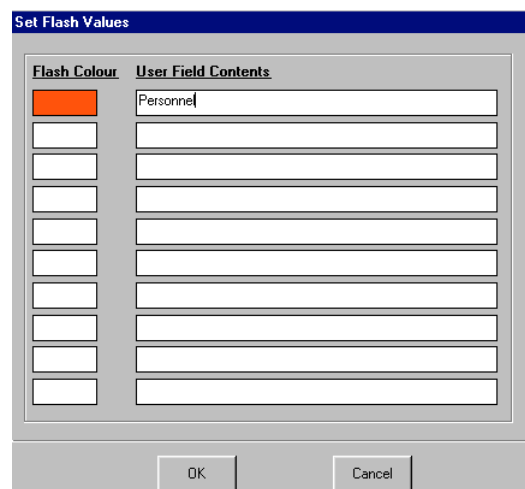 Set Flash Values
Flash Colour User Field Contents
Personnel
OK Cancel